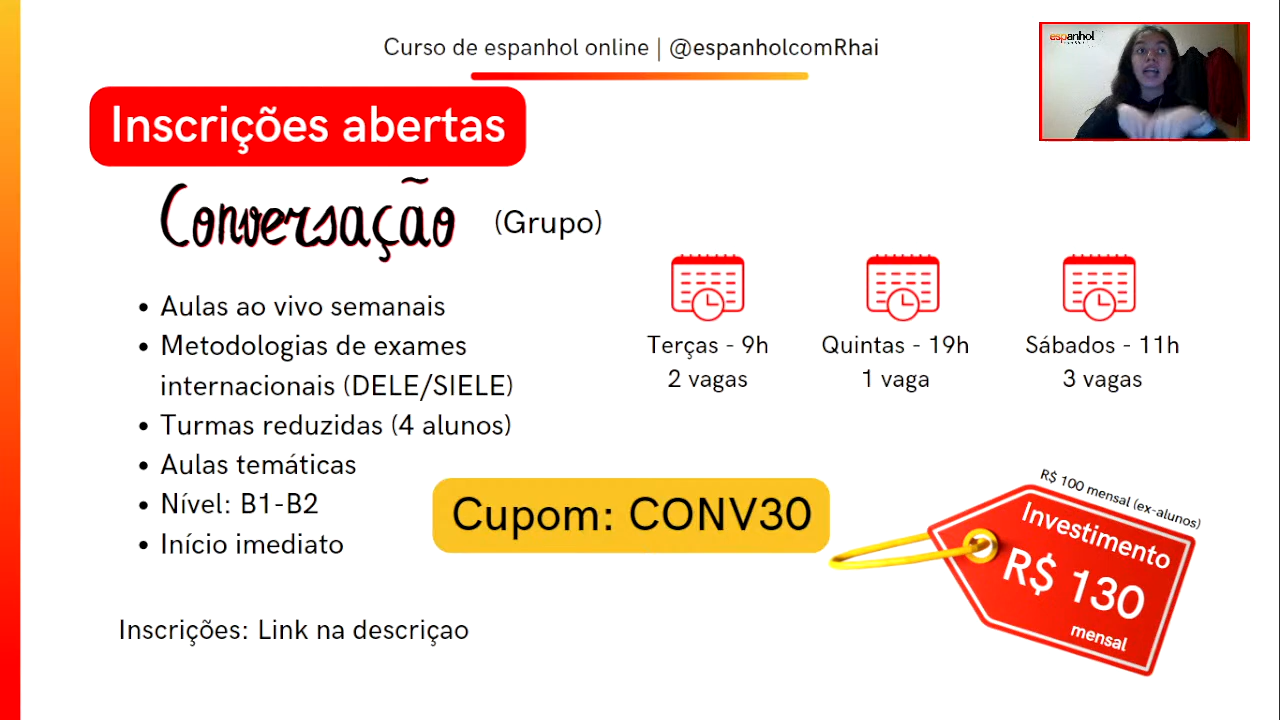 Curso de espanhol online | @espanholcomRhai
espanhol
Inscrições abertas
Conversação (Grupo)
• Aulas ao vivo semanais
• Metodologias de exames
internacionais (DELE/SIELE)
• Turmas reduzidas (4 alunos)
• Aulas temáticas
• Nível: B1-B2
• Início imediato
Terças - 9h
2 vagas
Quintas - 19h
1 vaga
Sábados - 11h
3 vagas
Cupom: CONV30
R$ 100 mensal (ex-alunos)
Investimento
R$ 130
mensal
Inscrições: Link na descriçao